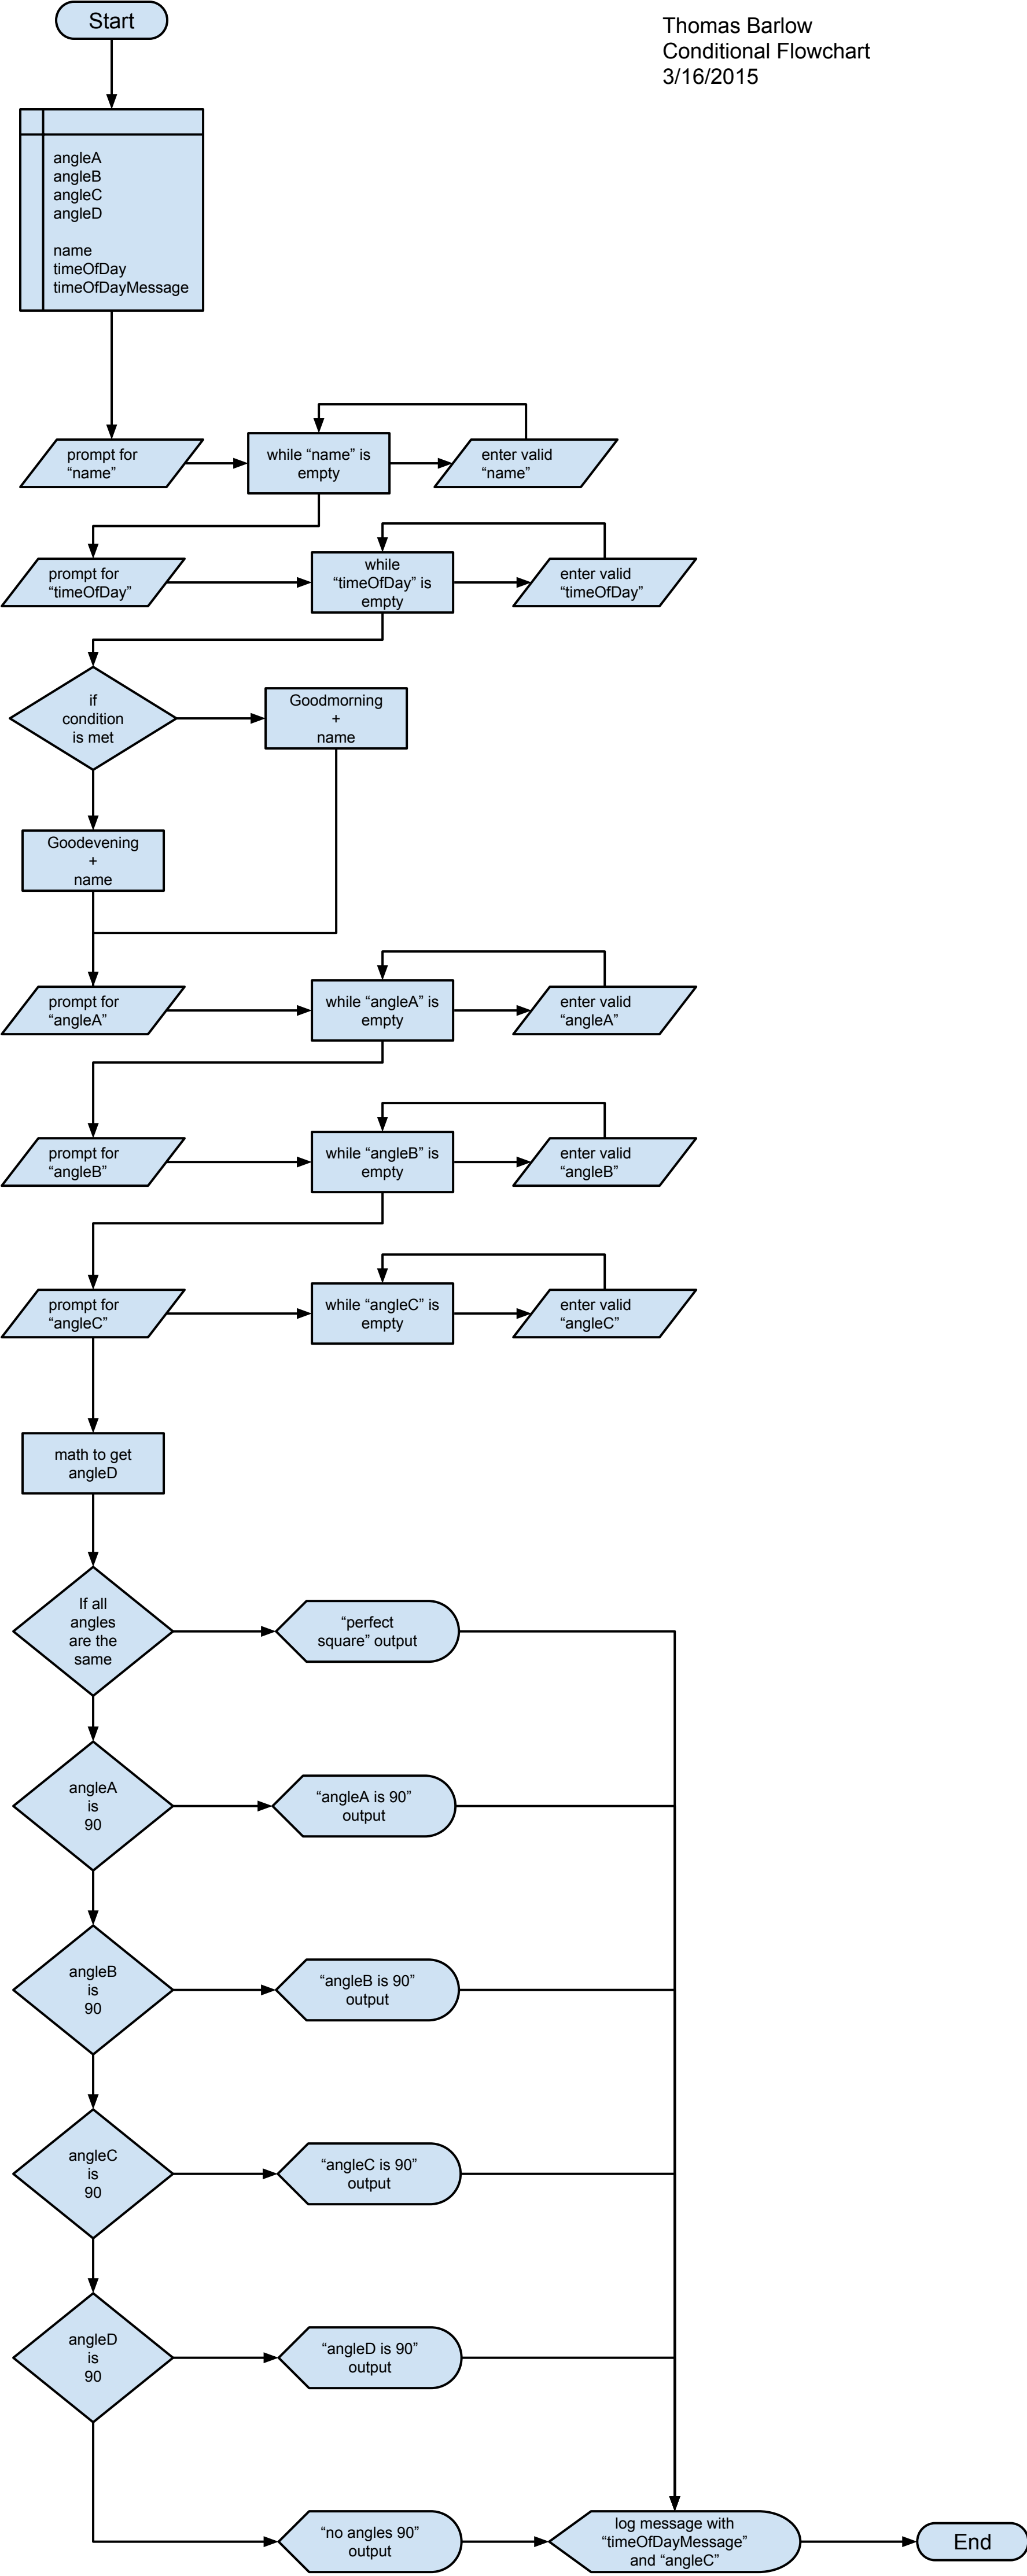 Start
Thomas Barlow
Conditional Flowchart
3/16/2015
angleA
angleB
angleC
angleD
name
timeOfDay
timeOfDayMessage
prompt for
“name”
while “name” is
empty
enter valid
“name”
prompt for
“timeOfDay”
while
“timeOfDay” is
empty
enter valid
“timeOfDay”
if
condition
is met
Goodmorning
+
name
Goodevening
+
name
prompt for
“angleA”
while “angleA” is
empty
enter valid
“angleA”
prompt for
“angleB”
while “angleB” is
empty
enter valid
“angleB”
prompt for
“angleC”
while “angleC” is
empty
enter valid
“angleC”
math to get
angleD
If all
angles
are the
same
“perfect
square” output
angleA
is
90
“angleA is 90”
output
angleB
is
90
“angleB is 90”
output
angleC
is
90
“angleC is 90”
output
angleD
is
90
“angleD is 90”
output
“no angles 90”
output
log message with
“timeOfDayMessage”
and “angleC”
End